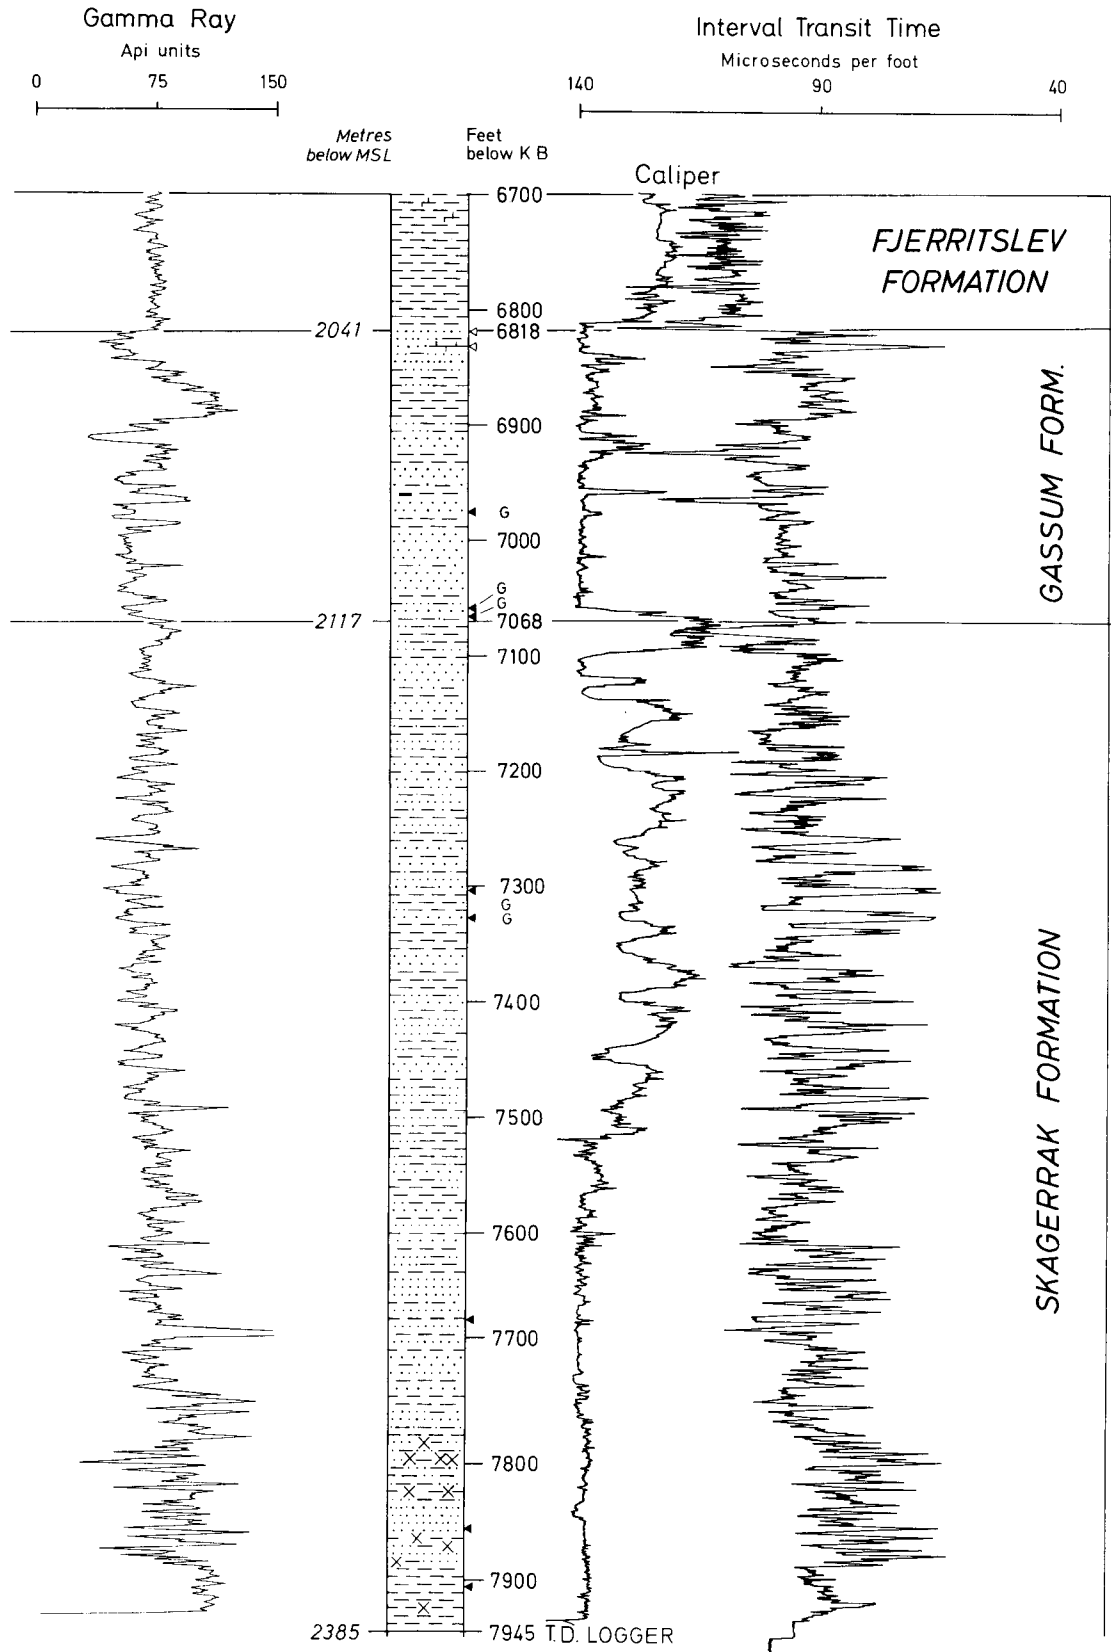 Gamma Ray
Api units
0 75 150
Interval Transit Time
Microseconds per foot
140 90 40
Metres
below MSL
Feet
below KB
Caliper
6700
FJERRITSLEV
FORMATION
6800
2041 6818
6900
GASSUM FORM.
G
7000
G
G
2117 7068
7100
7200
7300
G
G
7400
SKAGERRAK FORMATION
7500
7600
7700
7800
7900
2385 7945 T.D. LOGGER